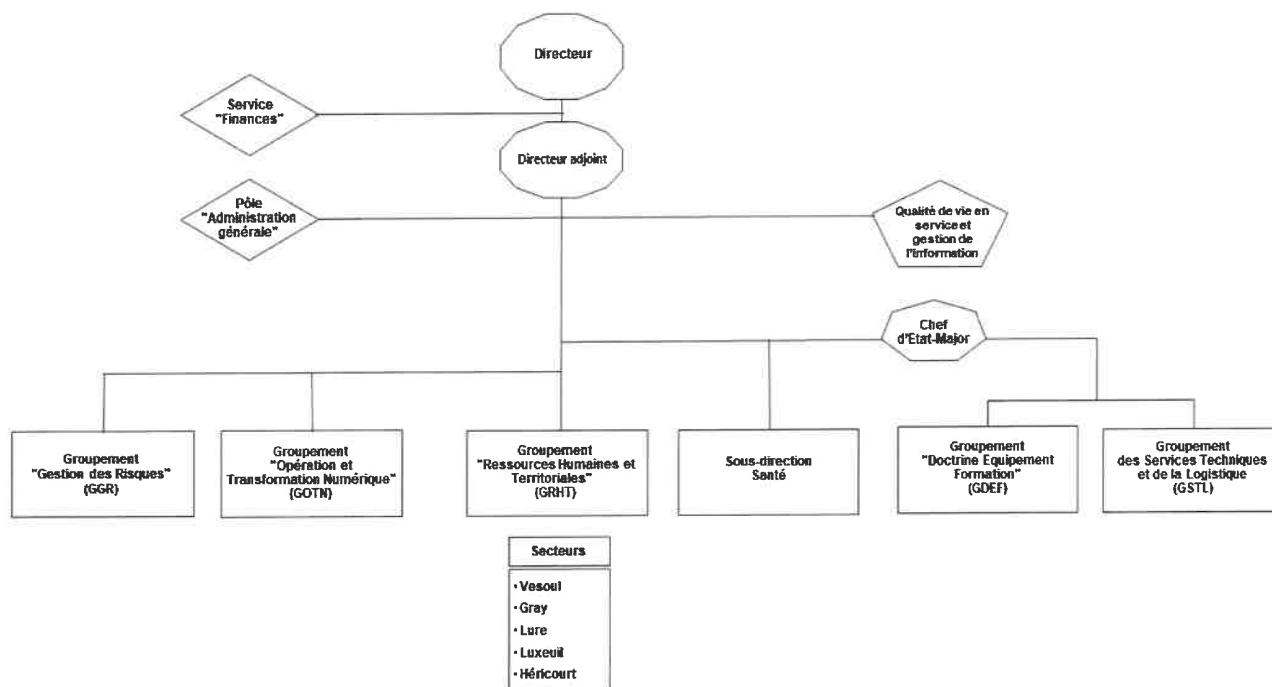 Directeur
Service
"Finances"
Directeur adjoint
Pôle
"Administration
générale"
Qualité de vie en
service et
gestion de
l'information
Chef
d'Etat-Major
Groupement
"Gestion des Risques"
(GGR)
Groupement
"Opération et
Transformation Numérique"
(GOTN)
Groupement
"Ressources Humaines et
Territoriales"
(GRHT)
Sous-direction
Santé
Groupement
"Doctrine Equipement
Formation"
(GDEF)
Groupement
des Services Techniques
et de la Logistique
(GSTL)
Secteurs
· Vesoul
· Gray
· Lure
· Luxeuil
· Héricourt